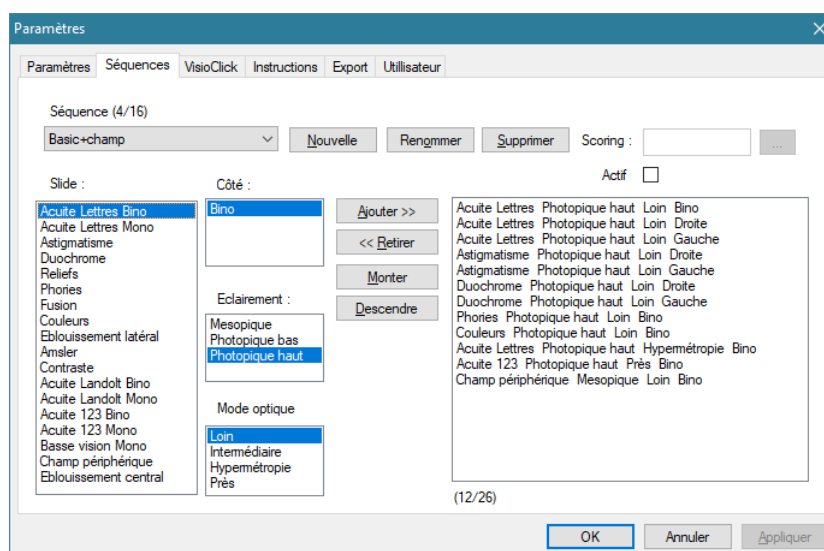 Paramètres
Paramètres Séquences VisioClick Instructions Export Utilisateur
Séquence (4/16)
Basic+champ Nouvelle Renommer Supprimer Scoring : ...
Actif
Slide :
Acuite Lettres Bino
Acuite Lettres Mono
Astigmatisme
Duochrome
Reliefs
Phories
Fusion
Couleurs
Eblouissement latéral
Amsler
Contraste
Acuite Landolt Bino
Acuite Landolt Mono
Acuite 123 Bino
Acuite 123 Mono
Basse vision Mono
Champ périphérique
Eblouissement central
Côté :
Bino
Eclairement :
Mesopique
Photopique bas
Photopique haut
Mode optique
Loin
Intermédiaire
Hypermétropie
Près
Ajouter >>
<< Retirer
Monter
Descendre
Acuite Lettres Photopique haut Loin Bino
Acuite Lettres Photopique haut Loin Droite
Acuite Lettres Photopique haut Loin Gauche
Astigmatisme Photopique haut Loin Droite
Astigmatisme Photopique haut Loin Gauche
Duochrome Photopique haut Loin Droite
Duochrome Photopique haut Loin Gauche
Phories Photopique haut Loin Bino
Couleurs Photopique haut Loin Bino
Acuite Lettres Photopique haut Hypermétropie Bino
Acuite 123 Photopique haut Près Bino
Champ périphérique Mesopique Loin Bino
(12/26)
OK Annuler Appliquer